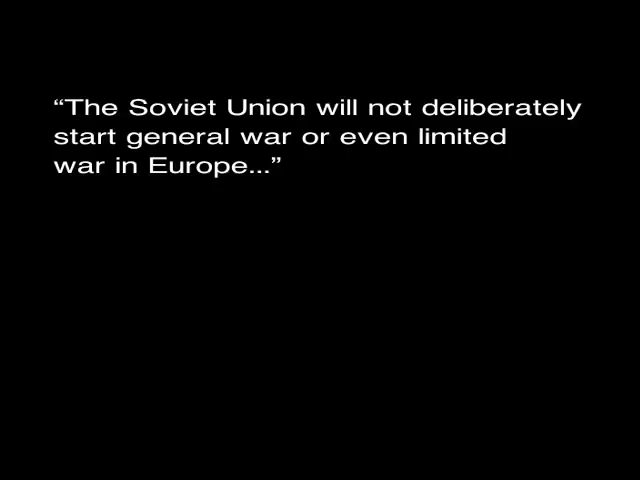 “The Soviet Union will not deliberately
start general war or even limited
war in Europe...”